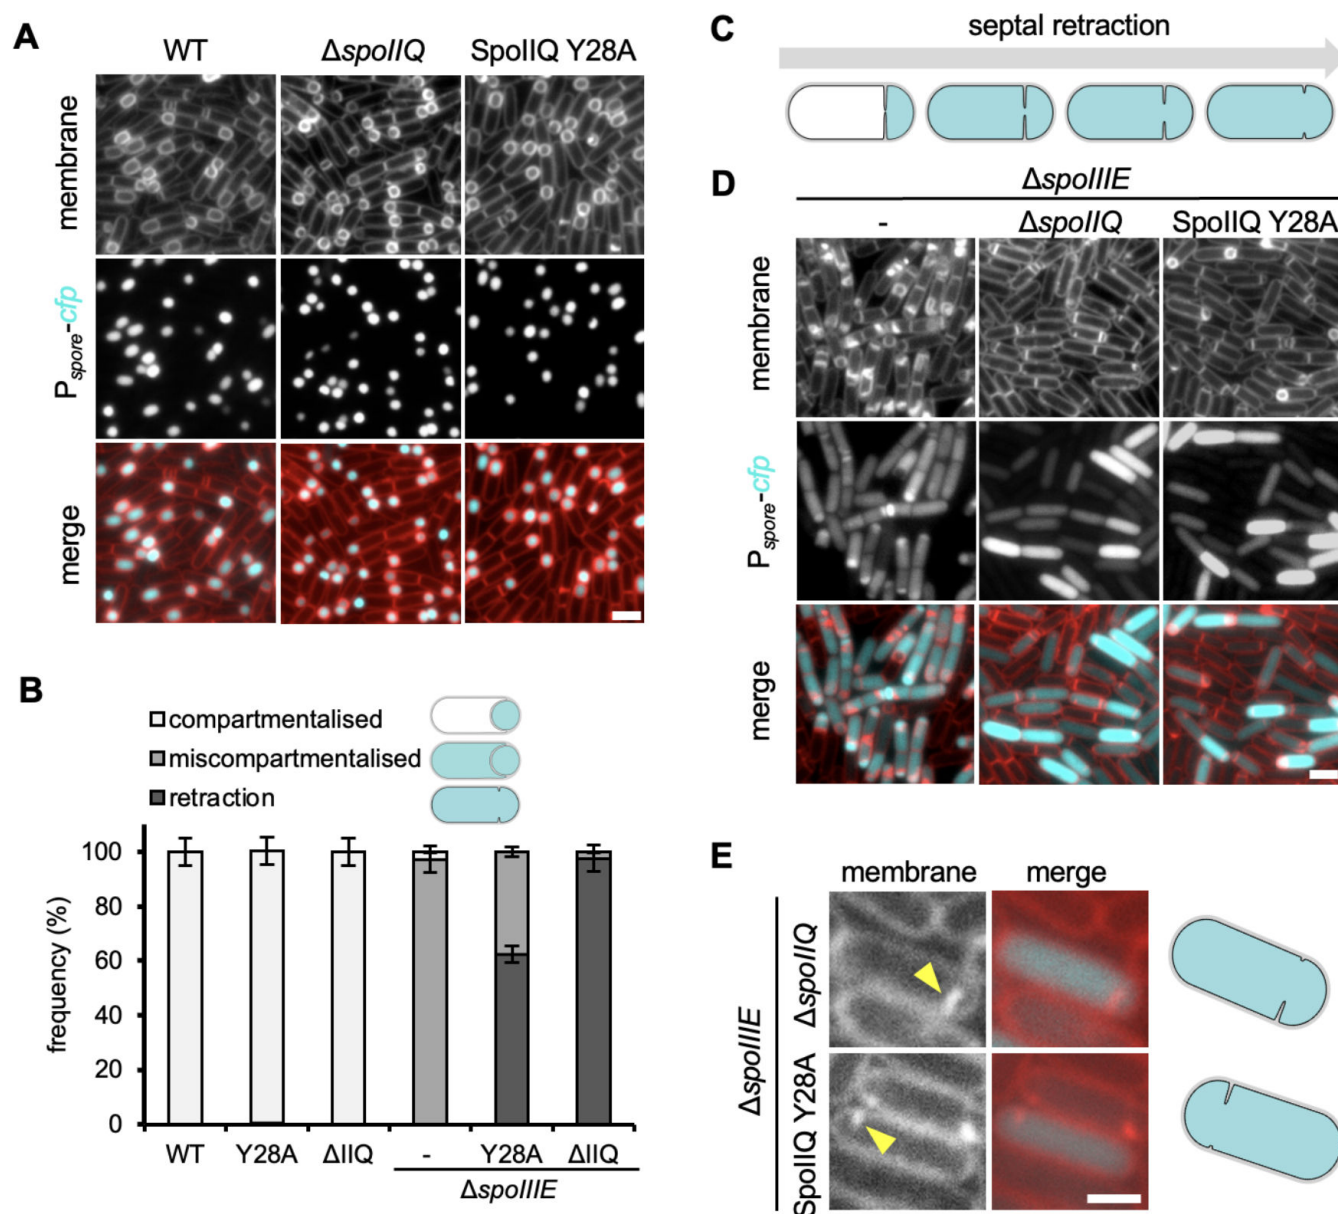 A
WT
ΔspoIIQ
SpoIIQ Y28A
membrane
Pspore-cfp
merge
B
compartmentalised
miscompartmentalised
retraction
frequency (%)
100
80
60
40
20
0
WT
Y28A
ΔIIQ
-
Y28A
ΔIIQ
ΔspoIIIE
C
septal retraction
D
ΔspoIIIE
-
ΔspoIIQ
SpoIIQ Y28A
membrane
Pspore-cfp
merge
E
membrane
merge
ΔspoIIIE
ΔspoIIQ
SpoIIQ Y28A